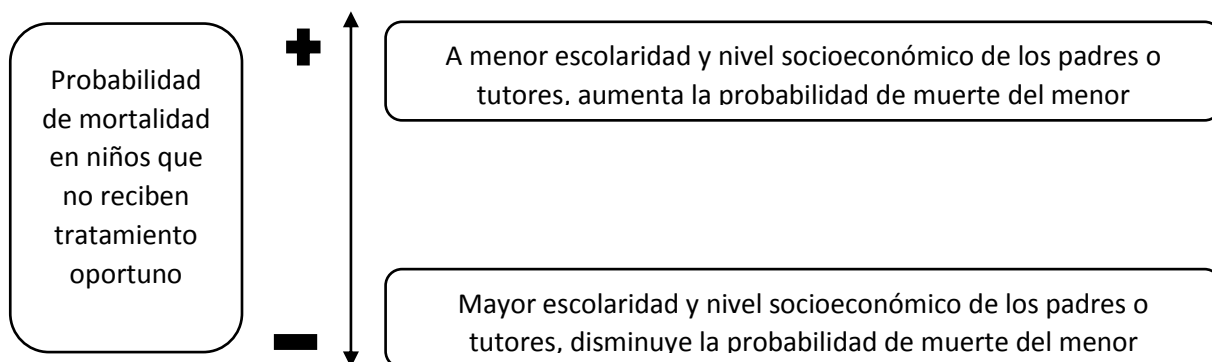 Probabilidad
de mortalidad
en niños que
no reciben
tratamiento
oportuno
+
A menor escolaridad y nivel socioeconómico de los padres o
tutores, aumenta la probabilidad de muerte del menor
Mayor escolaridad y nivel socioeconómico de los padres o
tutores, disminuye la probabilidad de muerte del menor
-